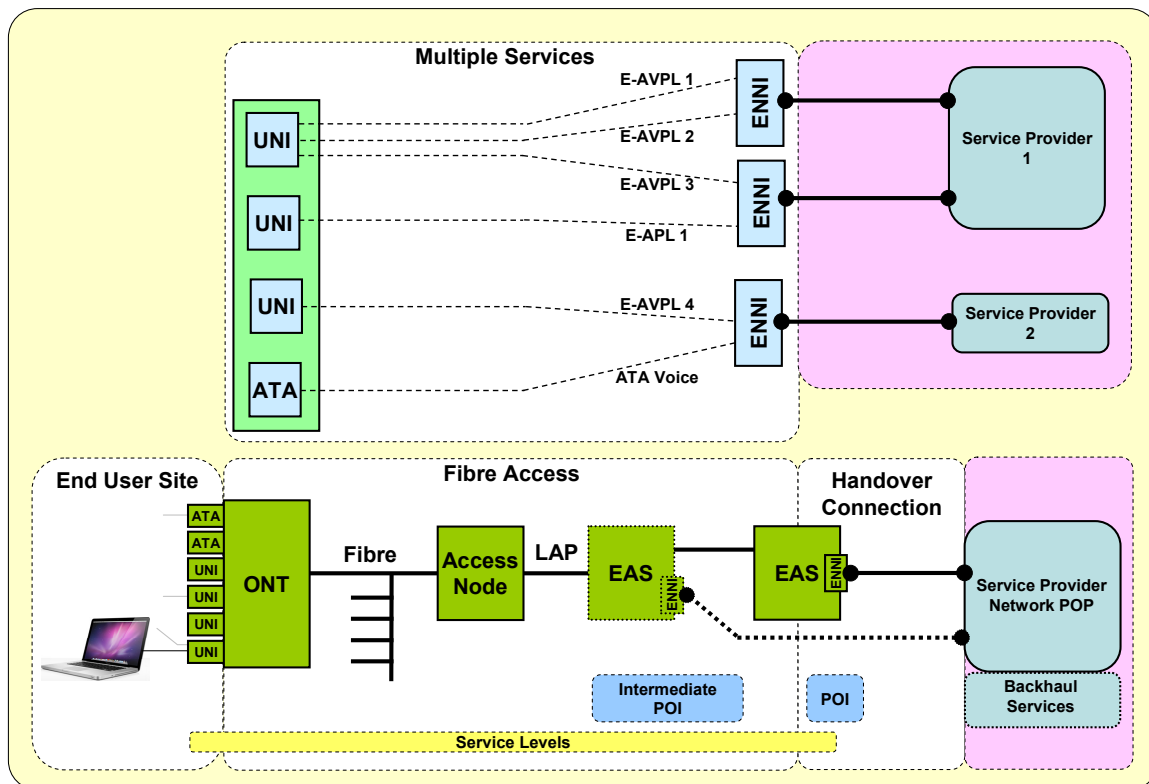 Multiple Services
E-AVPL 1
E-AVPL 2
E-AVPL 3
E-APL 1
E-AVPL 4
ATA Voice
UNI
UNI
UNI
ATA
ENNI
ENNI
ENNI
Service Provider
1
Service Provider
2
End User Site
Fibre Access
Handover
Connection
ATA
ATA
UNI
UNI
UNI
UNI
ONT
Fibre
Access
Node
LAP
EAS
ENNI
EAS
ENNI
Service Provider
Network POP
Intermediate
POI
POI
Backhaul
Services
Service Levels